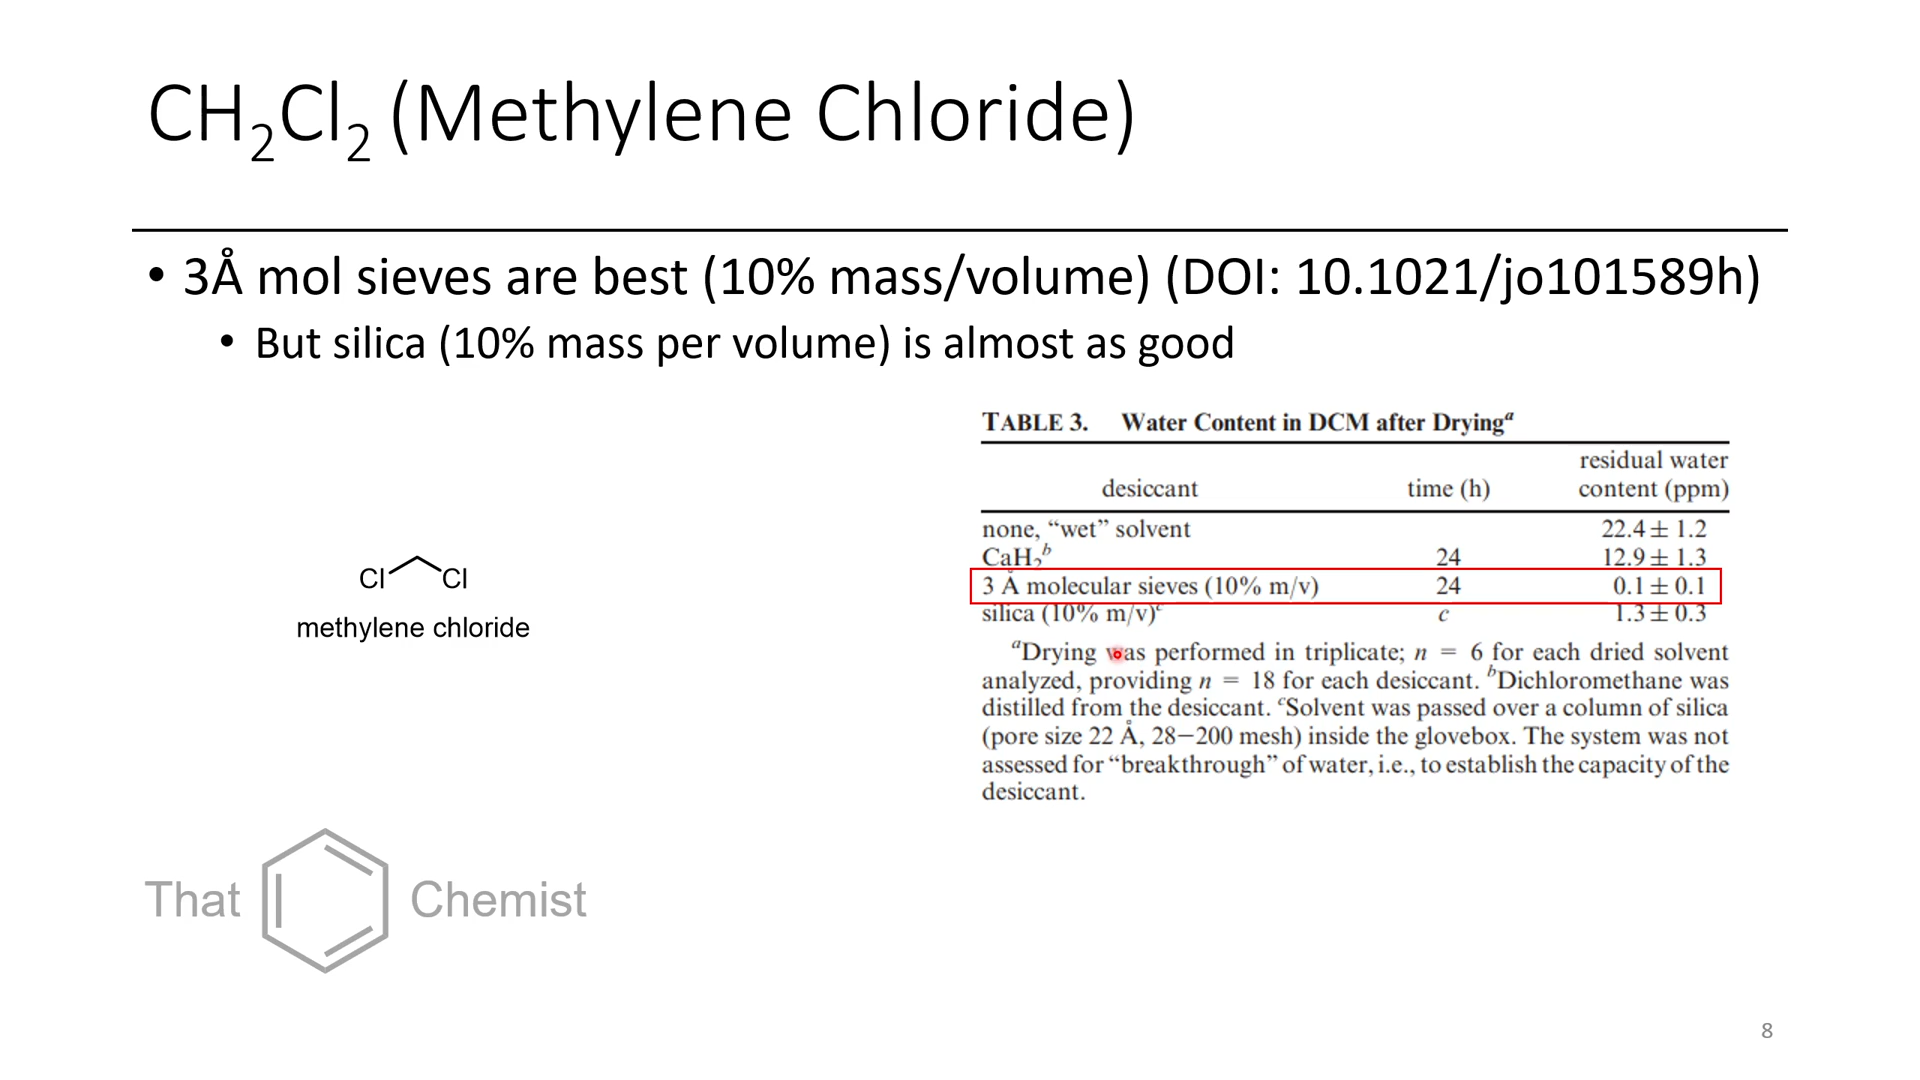 CH₂Cl₂ (Methylene Chloride)
• 3Å mol sieves are best (10% mass/volume) (DOI: 10.1021/jo101589h)
• But silica (10% mass per volume) is almost as good
TABLE 3. Water Content in DCM after Dryingᵃ
desiccant time (h) residual water content (ppm)
none, “wet” solvent 22.4 ± 1.2
CaH₂ᵇ 24 12.9 ± 1.3
3 Å molecular sieves (10% m/v) 24 0.1 ± 0.1
silica (10% m/v)ᶜ c 1.3 ± 0.3
ᵃDrying was performed in triplicate; n = 6 for each dried solvent
analyzed, providing n = 18 for each desiccant. ᵇDichloromethane was
distilled from the desiccant. ᶜSolvent was passed over a column of silica
(pore size 22 Å, 28−200 mesh) inside the glovebox. The system was not
assessed for “breakthrough” of water, i.e., to establish the capacity of the
desiccant.
Cl Cl
methylene chloride
That Chemist
8